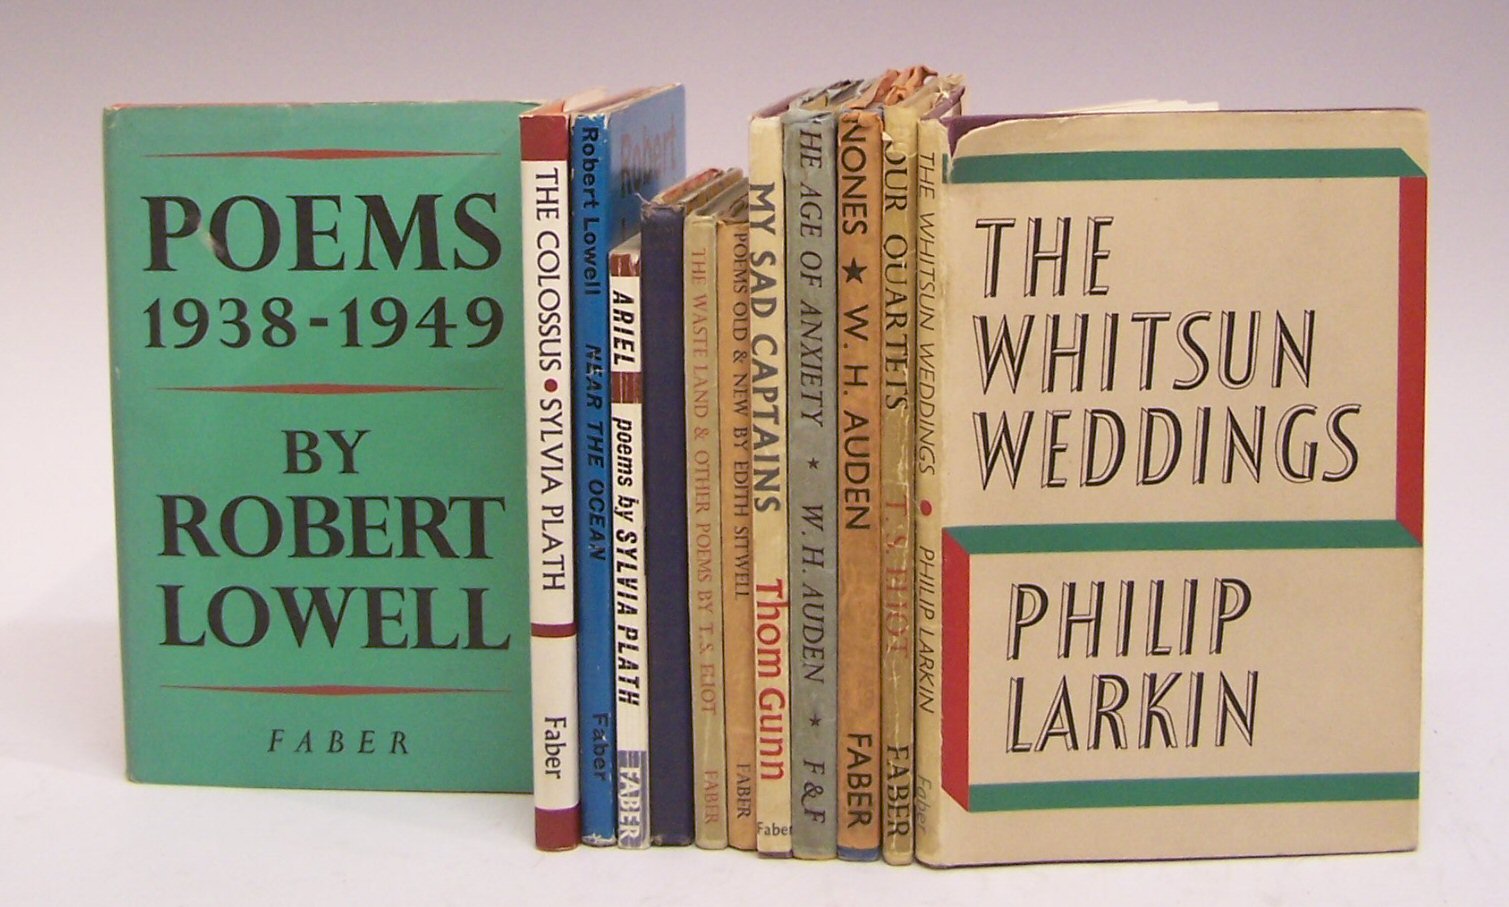 POEMS
1938-1949
BY
ROBERT
LOWELL
FABER
THE COLOSSUS • SYLVIA PLATH Faber
Robert Lowell NEAR THE OCEAN Faber
Robert
ARIEL poems by SYLVIA PLATH FABER
THE WASTE LAND & OTHER POEMS BY T.S. ELIOT FABER
POEMS OLD & NEW BY EDITH SITWELL FABER
MY SAD CAPTAINS Thom Gunn Faber
HE AGE OF ANXIETY ★ W. H. AUDEN ★ F & F
NONES ★ W. H. AUDEN FABER
OUR QUARTETS T. S. ELIOT FABER
THE WHITSUN WEDDINGS • PHILIP LARKIN Faber
THE
WHITSUN
WEDDINGS
PHILIP
LARKIN